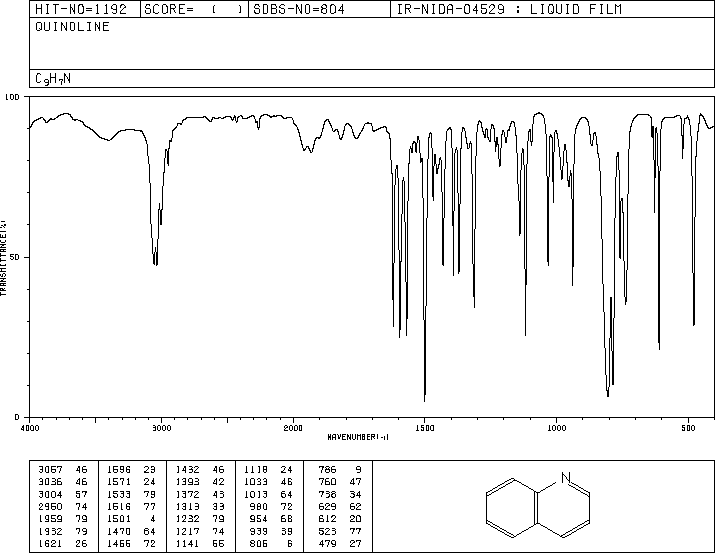 HIT-NO=1192 SCORE= ( ) SDBS-NO=804 IR-NIDA-04529 : LIQUID FILM
QUINOLINE
C9H7N
100
50
0
TRANSMITTANCE(%)
4000 3000 2000 1500 1000 500
WAVENUMBER(-1)
3057 46 1596 23 1432 46 1118 24 786 9
3036 46 1571 24 1393 42 1033 46 760 47
3004 57 1533 79 1372 43 1013 64 738 34
2960 74 1516 77 1313 33 980 72 629 62
1959 79 1501 4 1232 79 954 68 612 20
1932 79 1470 64 1217 74 939 39 523 77
1621 26 1455 72 1141 55 806 6 479 27
N